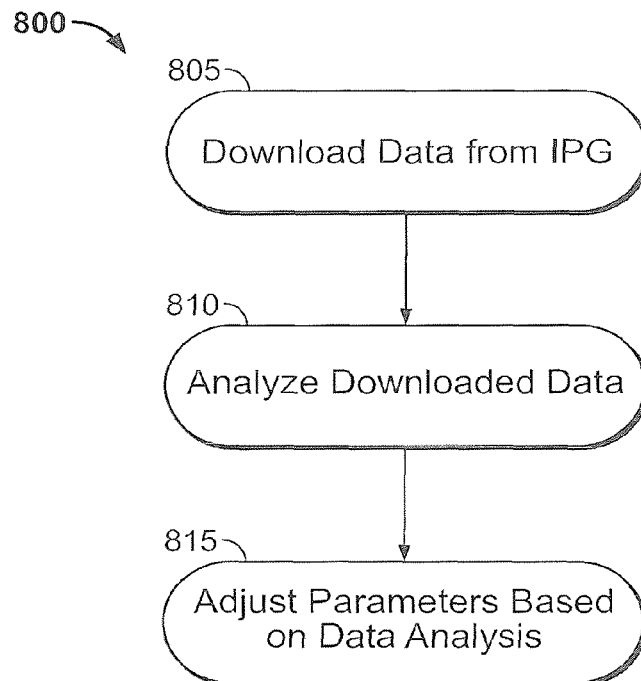 800
805
Download Data from IPG
810
Analyze Downloaded Data
815
Adjust Parameters Based
on Data Analysis